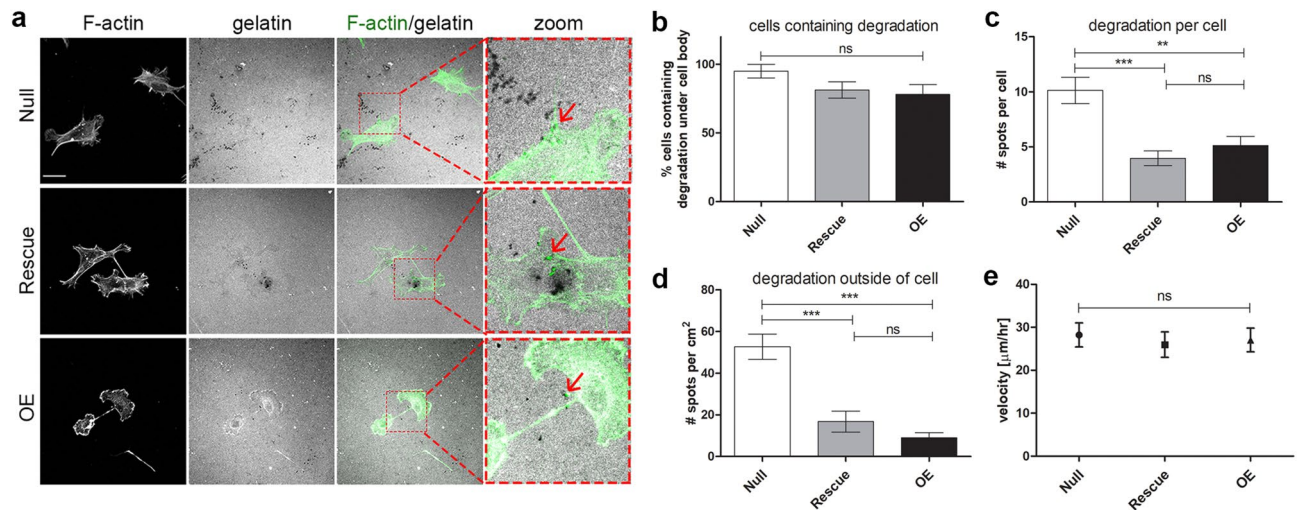 a
F-actin gelatin F-actin/gelatin zoom
Null
Rescue
OE
b
cells containing degradation
% cells containing
degradation under cell body
100
50
0
ns
Null Rescue OE
c
degradation per cell
# spots per cell
15
10
5
0
**
***
ns
Null Rescue OE
d
degradation outside of cell
# spots per cm²
80
60
40
20
0
***
***
ns
Null Rescue OE
e
velocity [μm/hr]
40
30
20
10
0
ns
Null Rescue OE